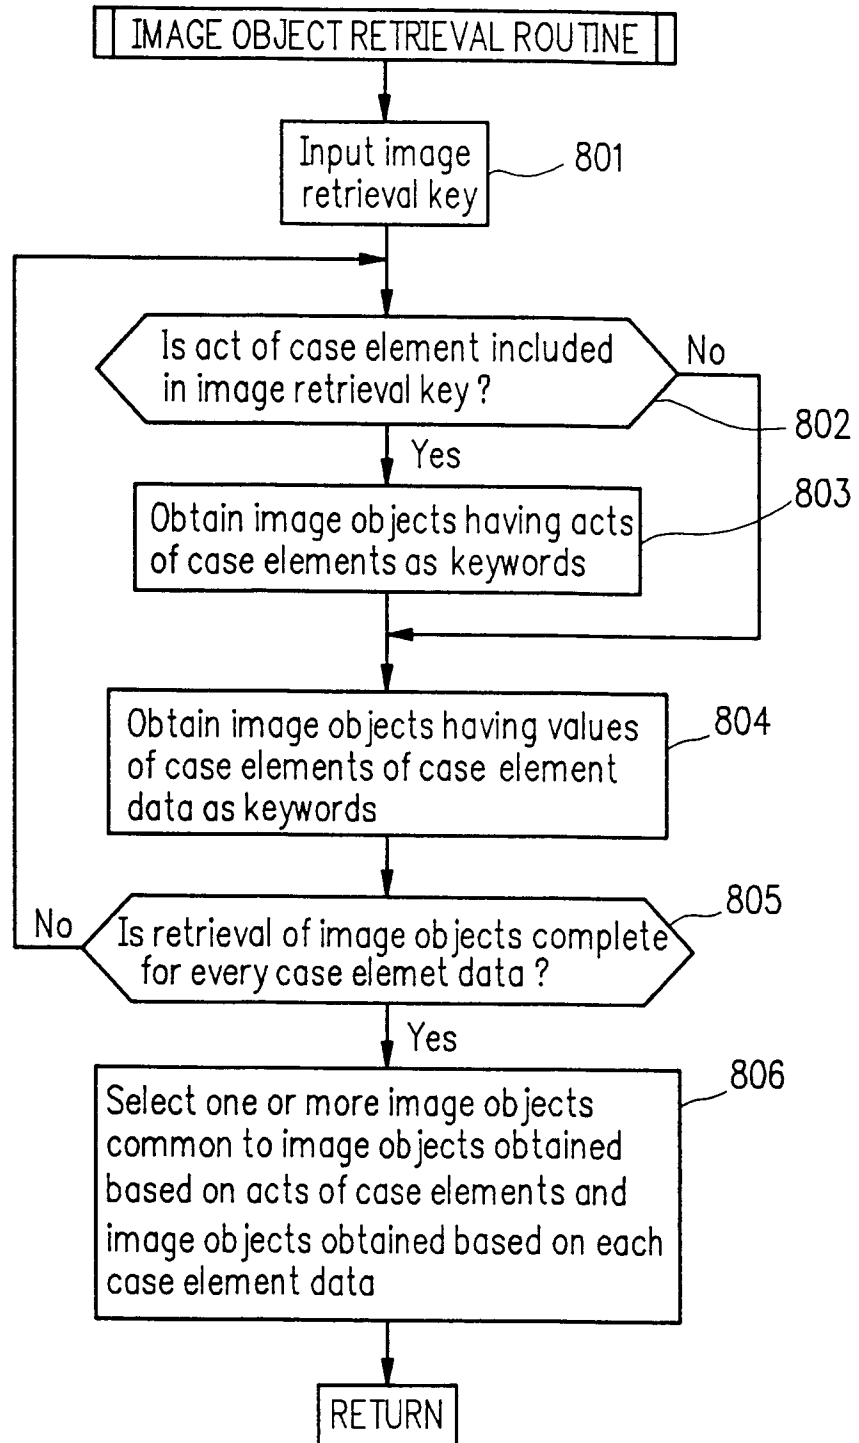 IMAGE OBJECT RETRIEVAL ROUTINE
Input image
retrieval key
801
Is act of case element included
in image retrieval key ?
No
802
Yes
803
Obtain image objects having acts
of case elements as keywords
804
Obtain image objects having values
of case elements of case element
data as keywords
805
No
Is retrieval of image objects complete
for every case elemet data ?
Yes
806
Select one or more image objects
common to image objects obtained
based on acts of case elements and
image objects obtained based on each
case element data
RETURN